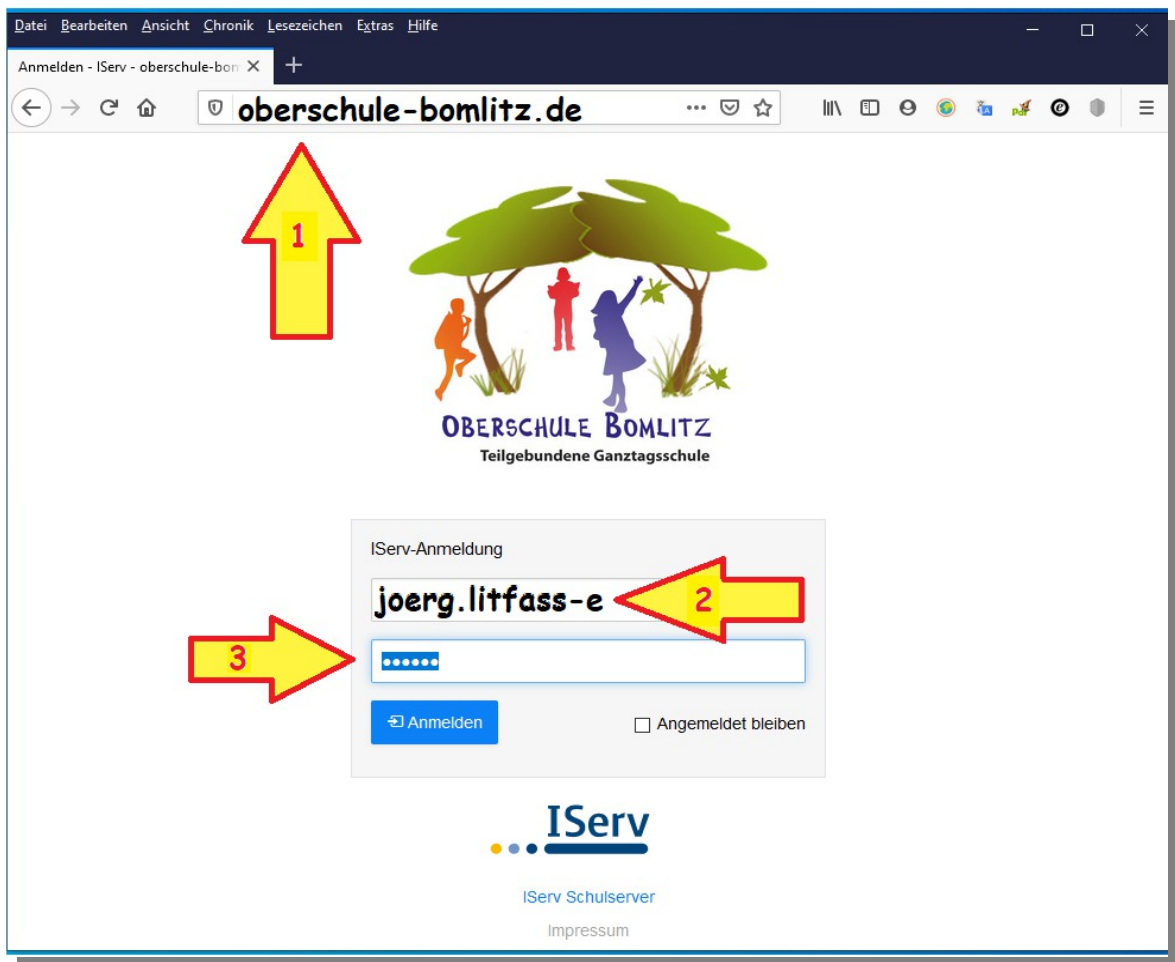 Datei Bearbeiten Ansicht Chronik Lesezeichen Extras Hilfe
Anmelden - IServ - oberschule-bom
oberschule-bomlitz.de
1
OBERSCHULE BOMLITZ
Teilgebundene Ganztagsschule
IServ-Anmeldung
joerg.litfass-e
2
3
••••••
Anmelden
Angemeldet bleiben
IServ
IServ Schulserver
Impressum